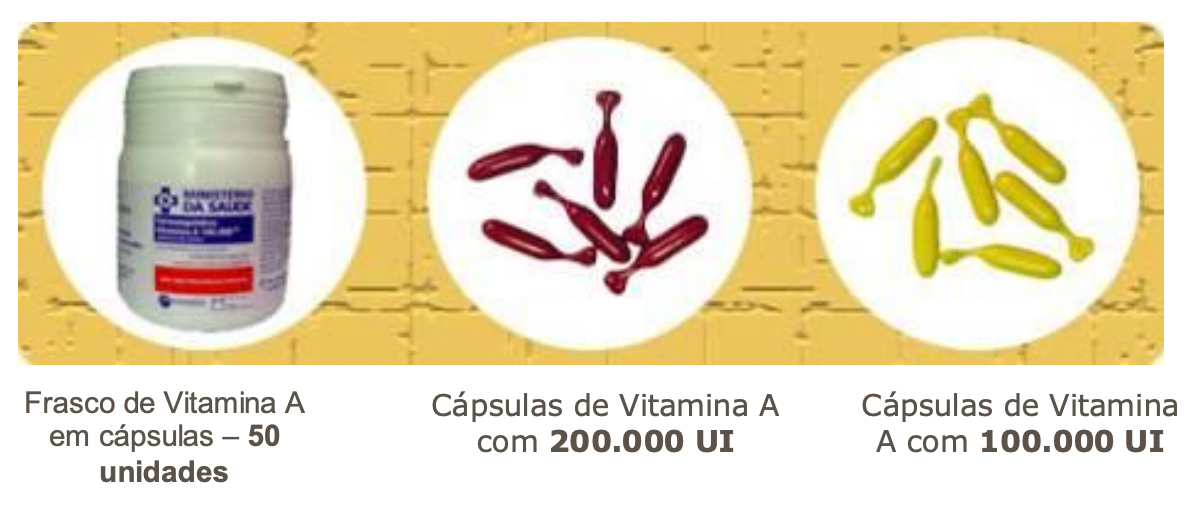 MINISTÉRIO
DA SAÚDE
Frasco de Vitamina A
em cápsulas – 50
unidades
Cápsulas de Vitamina A
com 200.000 UI
Cápsulas de Vitamina
A com 100.000 UI